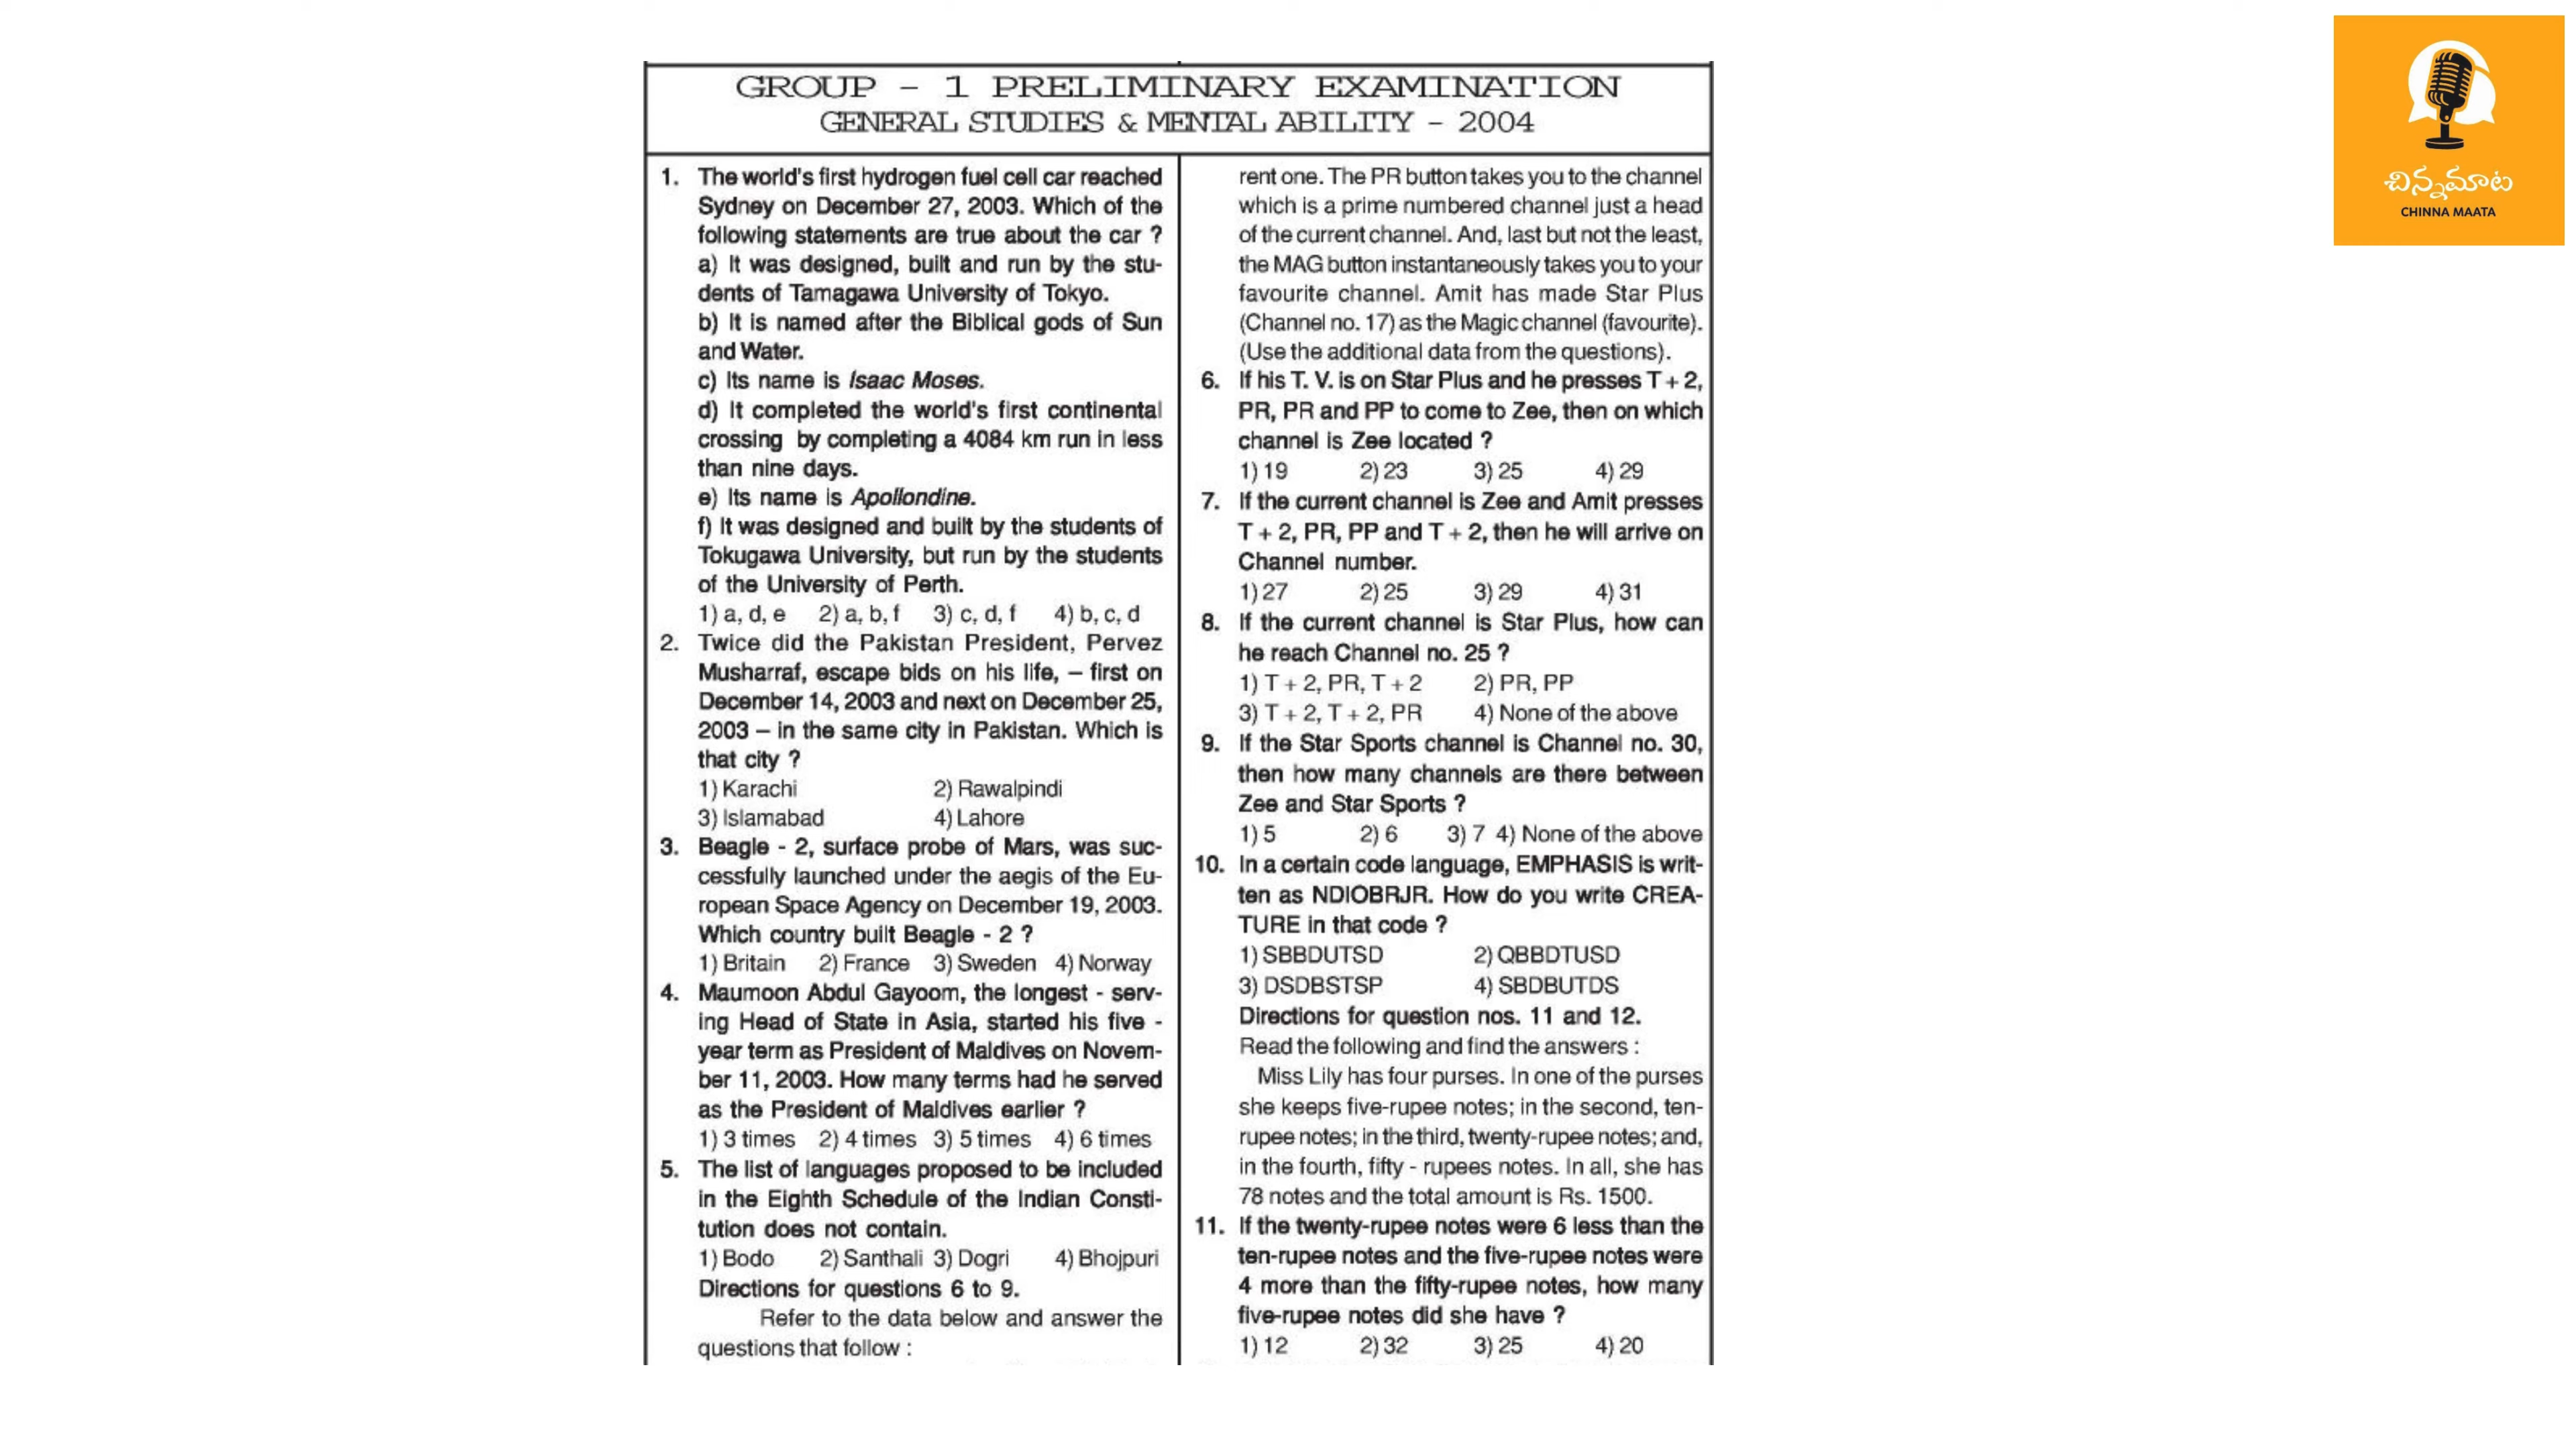 GROUP - 1 PRELIMINARY EXAMINATION
GENERAL STUDIES & MENTAL ABILITY - 2004
1. The world's first hydrogen fuel cell car reached
Sydney on December 27, 2003. Which of the
following statements are true about the car ?
a) It was designed, built and run by the stu-
dents of Tamagawa University of Tokyo.
b) It is named after the Biblical gods of Sun
and Water.
c) Its name is Isaac Moses.
d) It completed the world's first continental
crossing by completing a 4084 km run in less
than nine days.
e) Its name is Apollondine.
f) It was designed and built by the students of
Tokugawa University, but run by the students
of the University of Perth.
1) a, d, e 2) a, b, f 3) c, d, f 4) b, c, d
2. Twice did the Pakistan President, Pervez
Musharraf, escape bids on his life, – first on
December 14, 2003 and next on December 25,
2003 – in the same city in Pakistan. Which is
that city ?
1) Karachi 2) Rawalpindi
3) Islamabad 4) Lahore
3. Beagle - 2, surface probe of Mars, was suc-
cessfully launched under the aegis of the Eu-
ropean Space Agency on December 19, 2003.
Which country built Beagle - 2 ?
1) Britain 2) France 3) Sweden 4) Norway
4. Maumoon Abdul Gayoom, the longest - serv-
ing Head of State in Asia, started his five -
year term as President of Maldives on Novem-
ber 11, 2003. How many terms had he served
as the President of Maldives earlier ?
1) 3 times 2) 4 times 3) 5 times 4) 6 times
5. The list of languages proposed to be included
in the Eighth Schedule of the Indian Consti-
tution does not contain.
1) Bodo 2) Santhali 3) Dogri 4) Bhojpuri
Directions for questions 6 to 9.
Refer to the data below and answer the
questions that follow :
rent one. The PR button takes you to the channel
which is a prime numbered channel just a head
of the current channel. And, last but not the least,
the MAG button instantaneously takes you to your
favourite channel. Amit has made Star Plus
(Channel no. 17) as the Magic channel (favourite).
(Use the additional data from the questions).
6. If his T. V. is on Star Plus and he presses T + 2,
PR, PR and PP to come to Zee, then on which
channel is Zee located ?
1) 19 2) 23 3) 25 4) 29
7. If the current channel is Zee and Amit presses
T + 2, PR, PP and T + 2, then he will arrive on
Channel number.
1) 27 2) 25 3) 29 4) 31
8. If the current channel is Star Plus, how can
he reach Channel no. 25 ?
1) T + 2, PR, T + 2 2) PR, PP
3) T + 2, T + 2, PR 4) None of the above
9. If the Star Sports channel is Channel no. 30,
then how many channels are there between
Zee and Star Sports ?
1) 5 2) 6 3) 7 4) None of the above
10. In a certain code language, EMPHASIS is writ-
ten as NDIOBRJR. How do you write CREA-
TURE in that code ?
1) SBBDUTSD 2) QBBDTUSD
3) DSDBSTSP 4) SBDBUTDS
Directions for question nos. 11 and 12.
Read the following and find the answers :
Miss Lily has four purses. In one of the purses
she keeps five-rupee notes; in the second, ten-
rupee notes; in the third, twenty-rupee notes; and,
in the fourth, fifty - rupees notes. In all, she has
78 notes and the total amount is Rs. 1500.
11. If the twenty-rupee notes were 6 less than the
ten-rupee notes and the five-rupee notes were
4 more than the fifty-rupee notes, how many
five-rupee notes did she have ?
1) 12 2) 32 3) 25 4) 20
చిన్నమాట
CHINNA MAATA